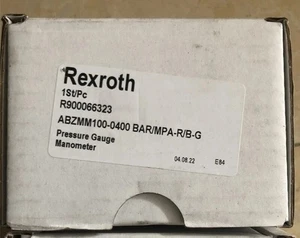 Rexroth
1St/Pc
R900066323
ABZMM100-0400 BAR/MPA-R/B-G
Pressure Gauge
Manometer
04.08.22 E84